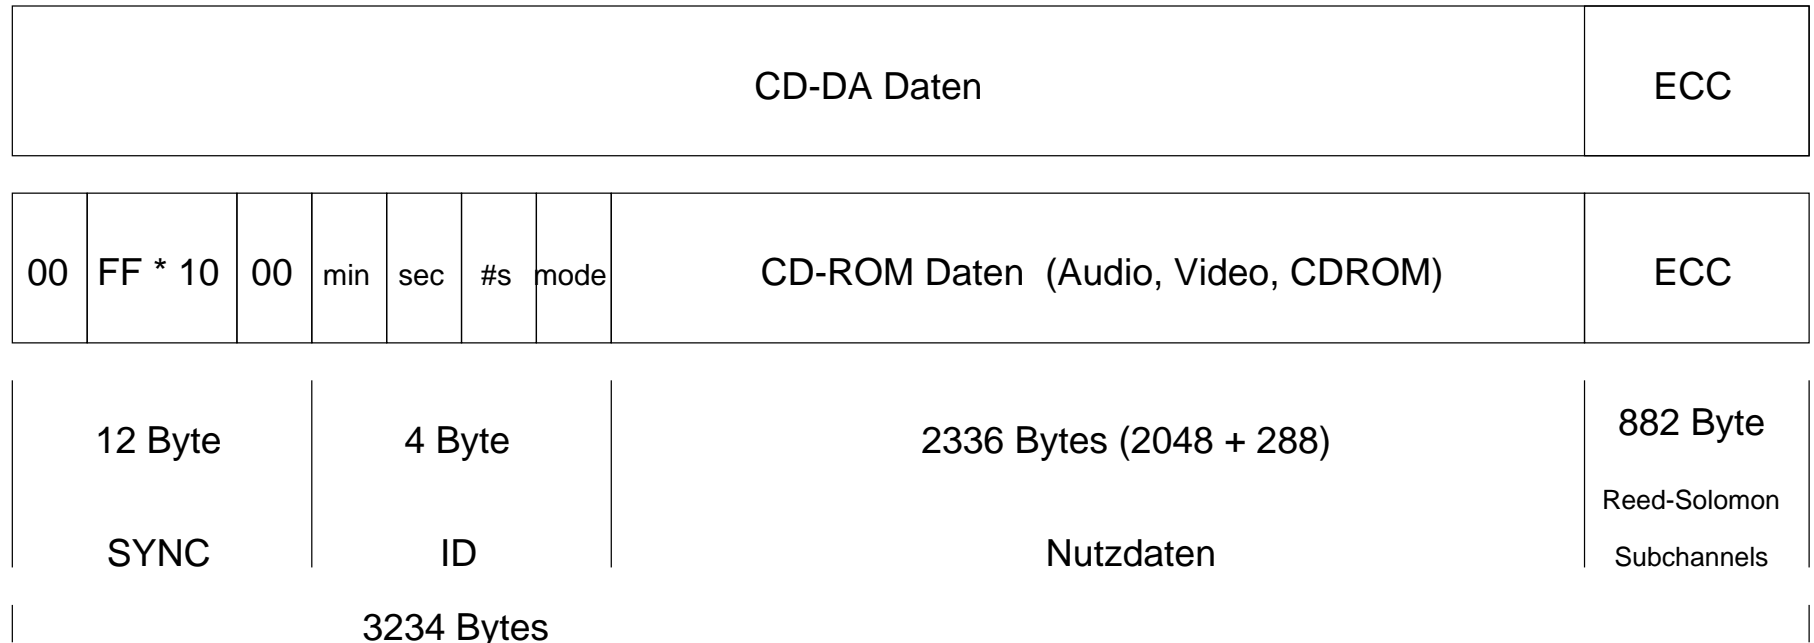 CD-DA Daten ECC
00 FF * 10 00 min sec #s mode CD-ROM Daten (Audio, Video, CDROM) ECC
12 Byte 4 Byte 2336 Bytes (2048 + 288) 882 Byte
Reed-Solomon
SYNC ID Nutzdaten Subchannels
3234 Bytes